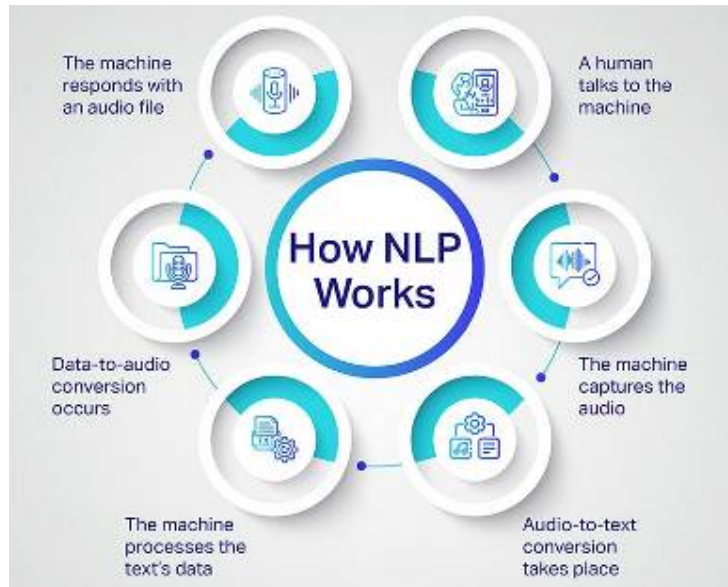 How NLP
Works
A human
talks to the
machine
The machine
captures the
audio
Audio-to-text
conversion
takes place
The machine
processes the
text's data
Data-to-audio
conversion
occurs
The machine
responds with
an audio file